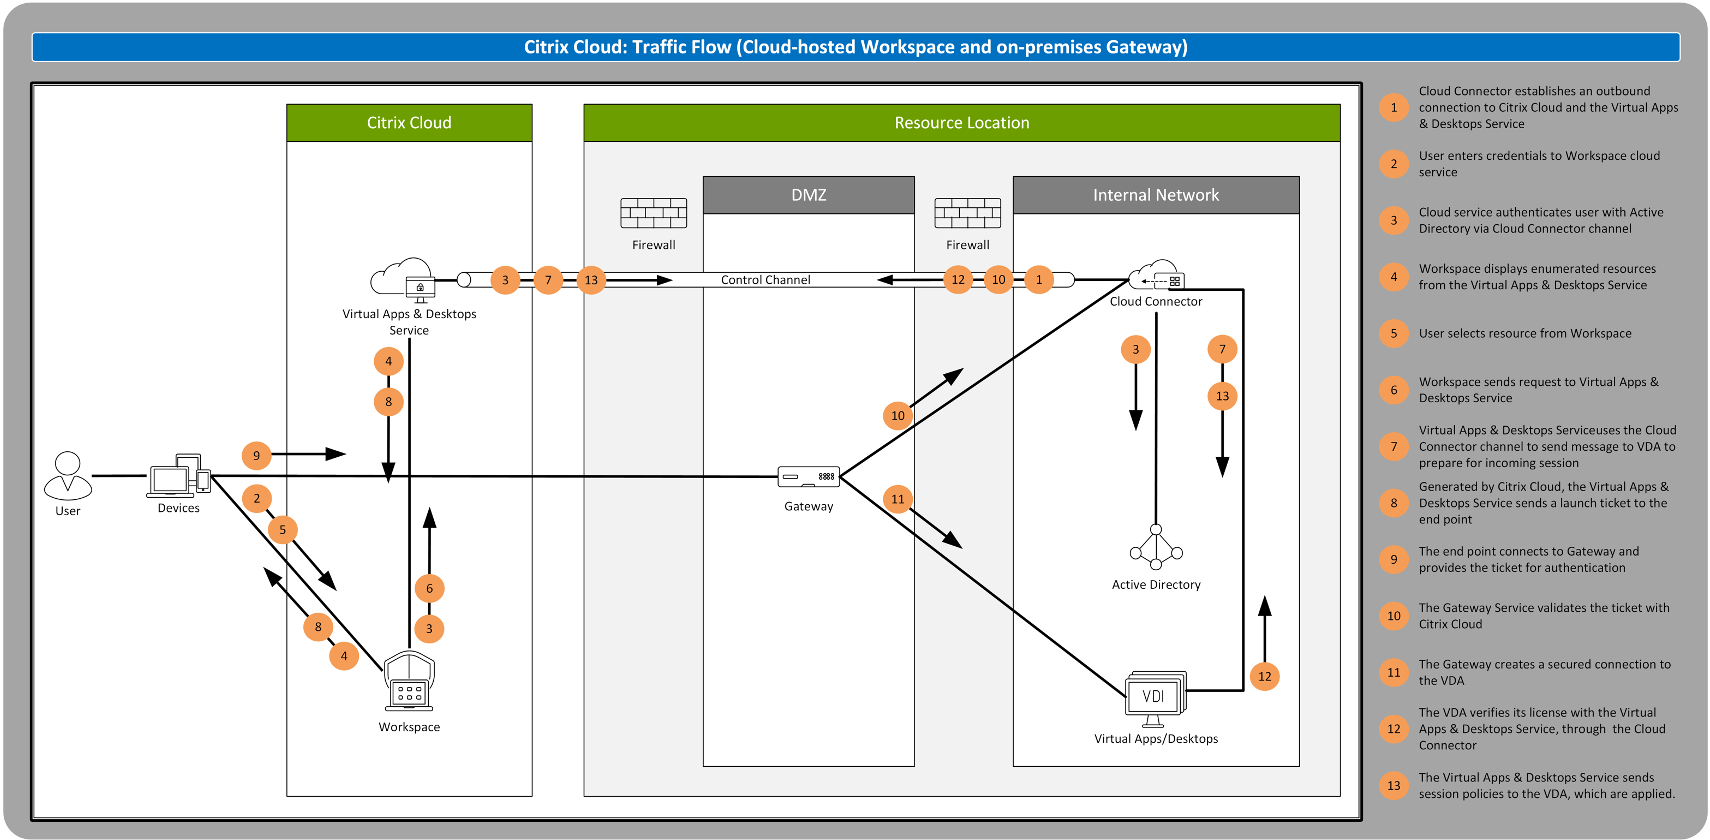 Citrix Cloud: Traffic Flow (Cloud-hosted Workspace and on-premises Gateway)
Citrix Cloud
Resource Location
DMZ
Internal Network
Firewall
Firewall
3
7
13
Control Channel
12
10
1
Virtual Apps & Desktops
Service
Cloud Connector
4
8
3
7
13
10
9
User
Devices
2
5
Gateway
11
Active Directory
6
3
8
4
12
VDI
Workspace
Virtual Apps/Desktops
1
Cloud Connector establishes an outbound
connection to Citrix Cloud and the Virtual Apps
& Desktops Service
2
User enters credentials to Workspace cloud
service
3
Cloud service authenticates user with Active
Directory via Cloud Connector channel
4
Workspace displays enumerated resources
from the Virtual Apps & Desktops Service
5
User selects resource from Workspace
6
Workspace sends request to Virtual Apps &
Desktops Service
7
Virtual Apps & Desktops Serviceuses the Cloud
Connector channel to send message to VDA to
prepare for incoming session
8
Generated by Citrix Cloud, the Virtual Apps &
Desktops Service sends a launch ticket to the
end point
9
The end point connects to Gateway and
provides the ticket for authentication
10
The Gateway Service validates the ticket with
Citrix Cloud
11
The Gateway creates a secured connection to
the VDA
12
The VDA verifies its license with the Virtual
Apps & Desktops Service, through the Cloud
Connector
13
The Virtual Apps & Desktops Service sends
session policies to the VDA, which are applied.